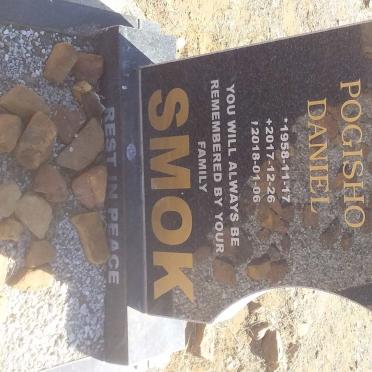 POGISHO
DANIEL
*1958-11-17
+2017-12-26
†2018-01-06
YOU WILL ALWAYS BE
REMEMBERED BY YOUR
FAMILY
SMOK
REST IN PEACE